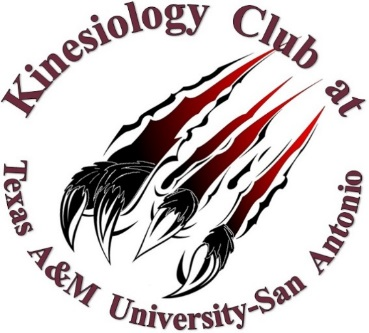 Kinesiology Club at
Texas A&M University-San Antonio